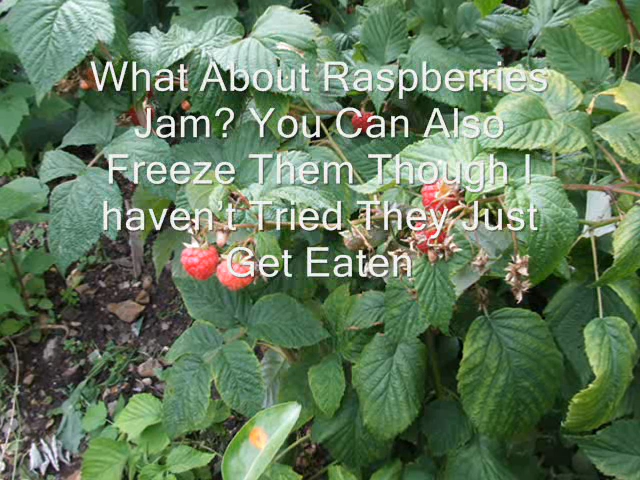 What About Raspberries
Jam? You Can Also
Freeze Them Though I
haven't Tried They Just
Get Eaten